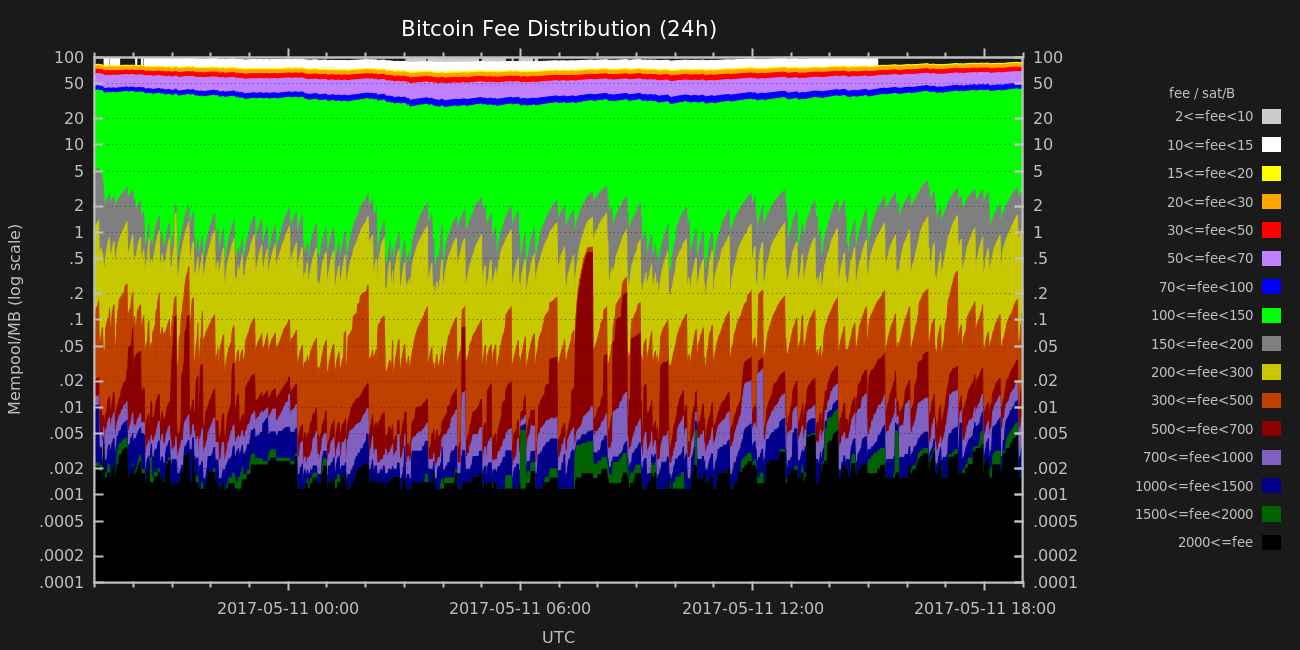 Bitcoin Fee Distribution (24h)
Mempool/MB (log scale)
100
50
20
10
5
2
1
.5
.2
.1
.05
.02
.01
.005
.002
.001
.0005
.0002
.0001
100
50
20
10
5
2
1
.5
.2
.1
.05
.02
.01
.005
.002
.001
.0005
.0002
.0001
2017-05-11 00:00
2017-05-11 06:00
2017-05-11 12:00
2017-05-11 18:00
UTC
fee / sat/B
2<=fee<10
10<=fee<15
15<=fee<20
20<=fee<30
30<=fee<50
50<=fee<70
70<=fee<100
100<=fee<150
150<=fee<200
200<=fee<300
300<=fee<500
500<=fee<700
700<=fee<1000
1000<=fee<1500
1500<=fee<2000
2000<=fee